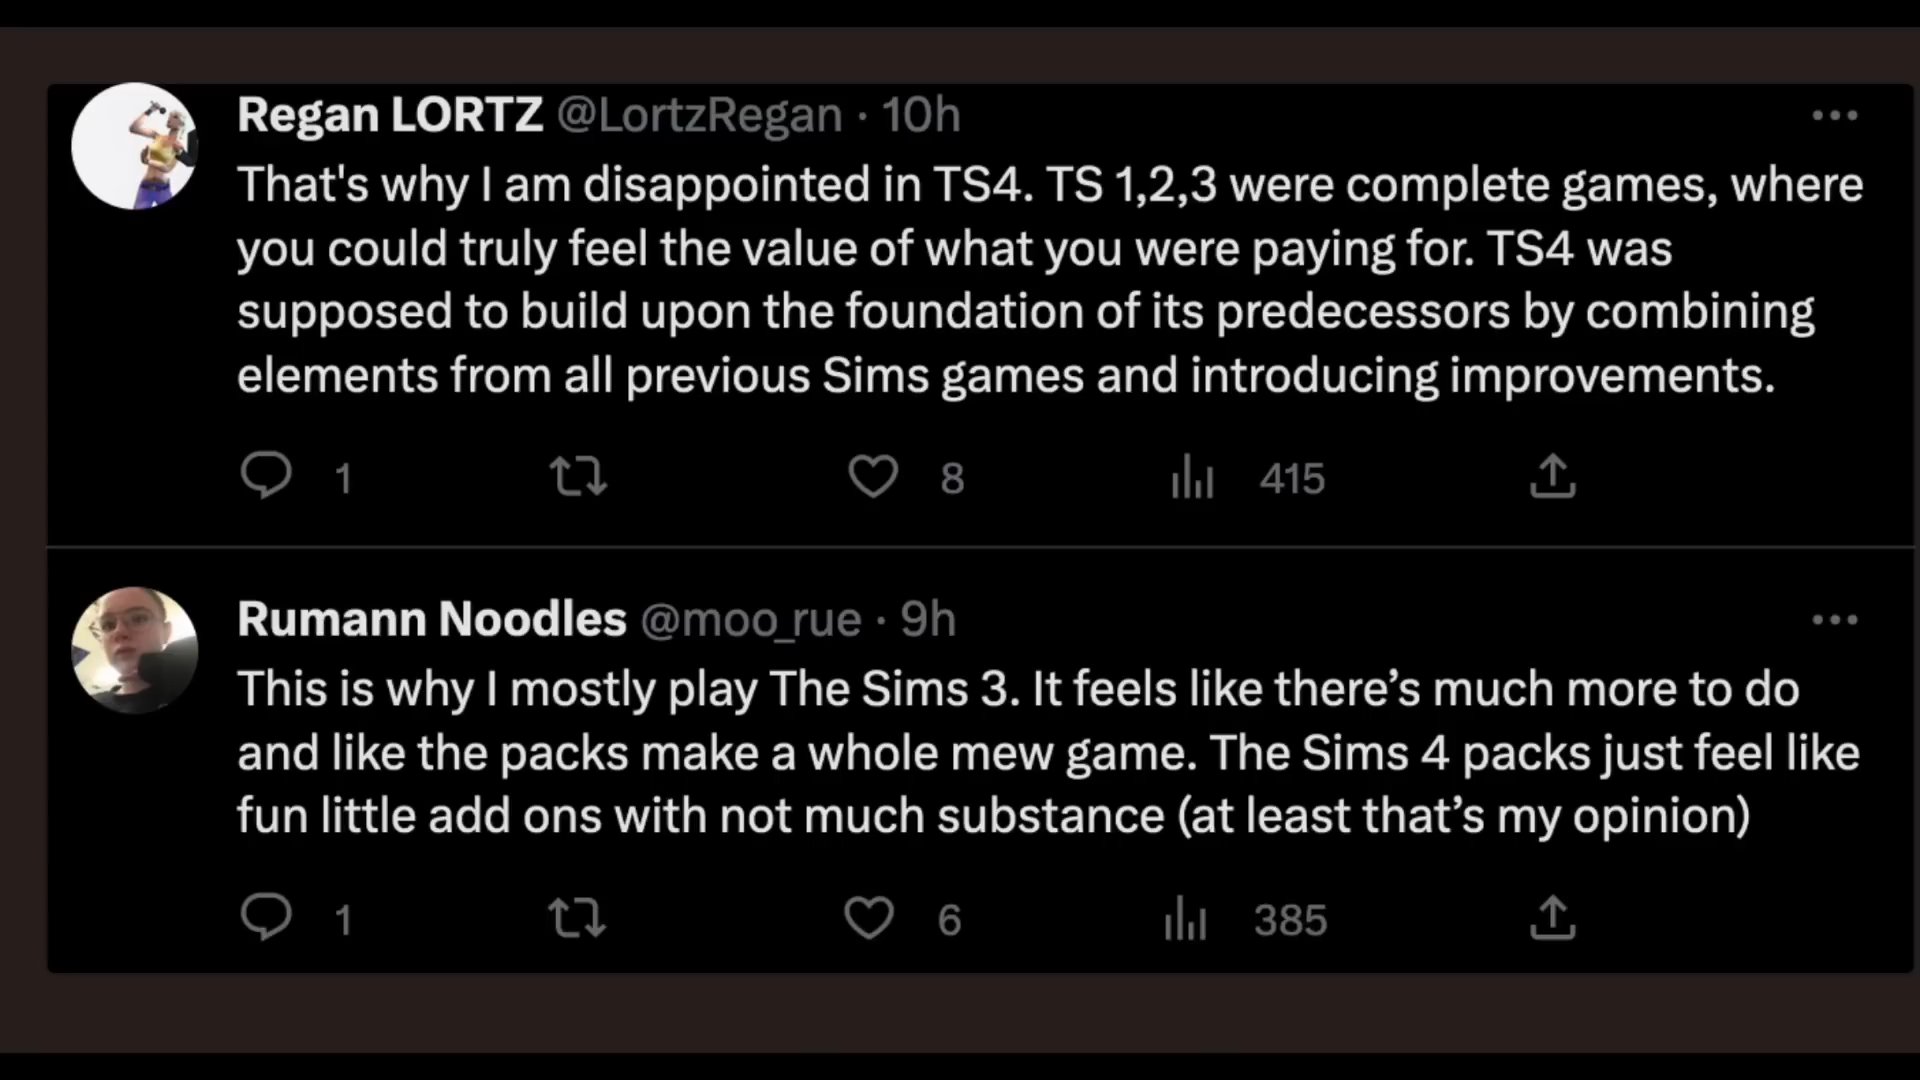 Regan LORTZ @LortzRegan · 10h
That's why I am disappointed in TS4. TS 1,2,3 were complete games, where
you could truly feel the value of what you were paying for. TS4 was
supposed to build upon the foundation of its predecessors by combining
elements from all previous Sims games and introducing improvements.
1 8 415
Rumann Noodles @moo_rue · 9h
This is why I mostly play The Sims 3. It feels like there’s much more to do
and like the packs make a whole mew game. The Sims 4 packs just feel like
fun little add ons with not much substance (at least that’s my opinion)
1 6 385